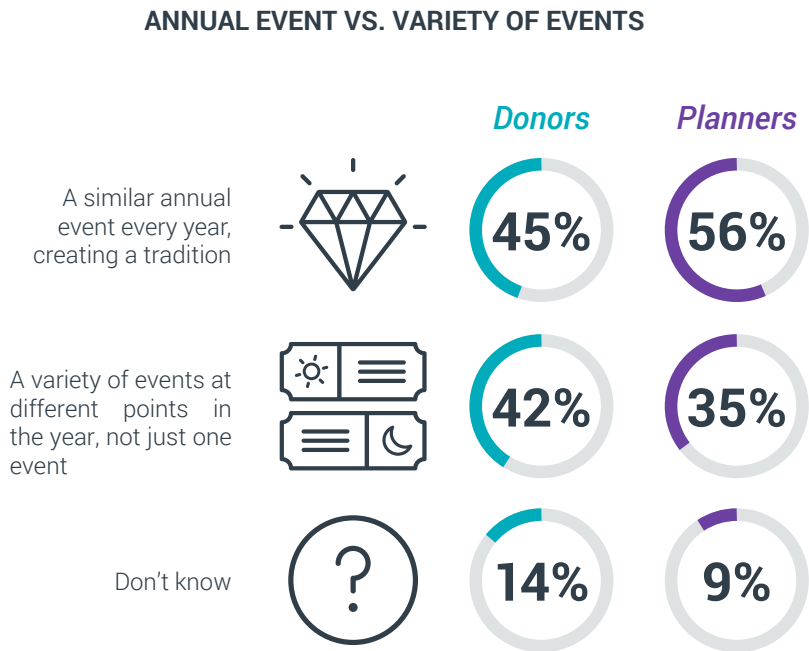 ANNUAL EVENT VS. VARIETY OF EVENTS
Donors
Planners
A similar annual
event every year,
creating a tradition
45%
56%
A variety of events at
different points in
the year, not just one
event
42%
35%
Don't know
?
14%
9%